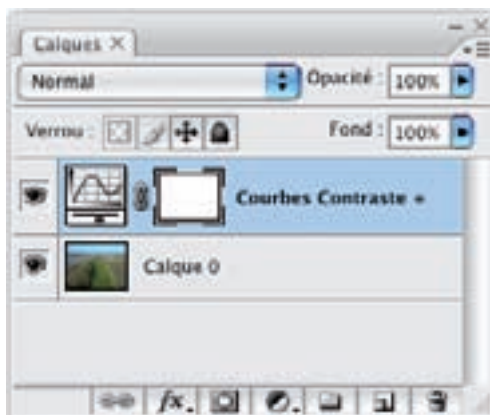 Calques ×
Normal Opacité : 100%
Verrou : Fond : 100%
Courbes Contraste +
Calque 0
fx.